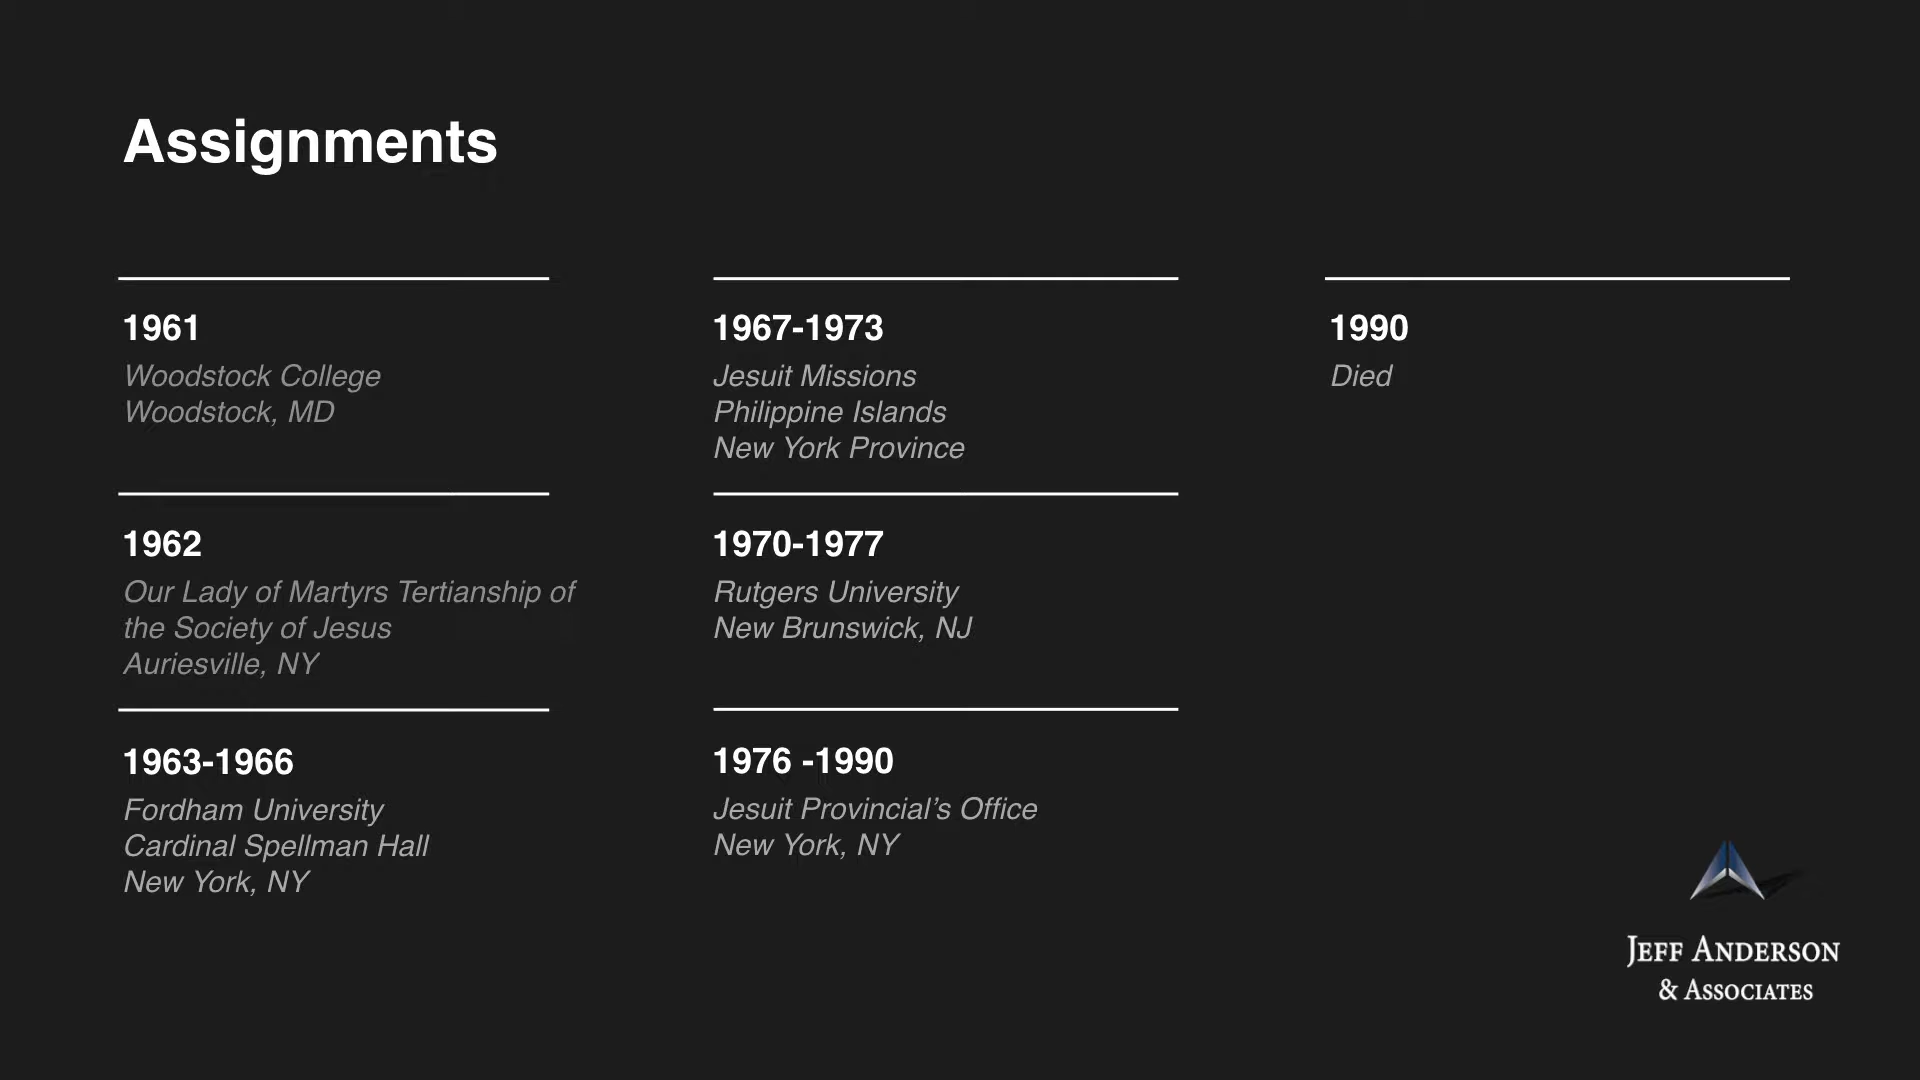 Assignments
1961
Woodstock College
Woodstock, MD
1962
Our Lady of Martyrs Tertianship of
the Society of Jesus
Auriesville, NY
1963-1966
Fordham University
Cardinal Spellman Hall
New York, NY
1967-1973
Jesuit Missions
Philippine Islands
New York Province
1970-1977
Rutgers University
New Brunswick, NJ
1976 -1990
Jesuit Provincial’s Office
New York, NY
1990
Died
JEFF ANDERSON
& ASSOCIATES